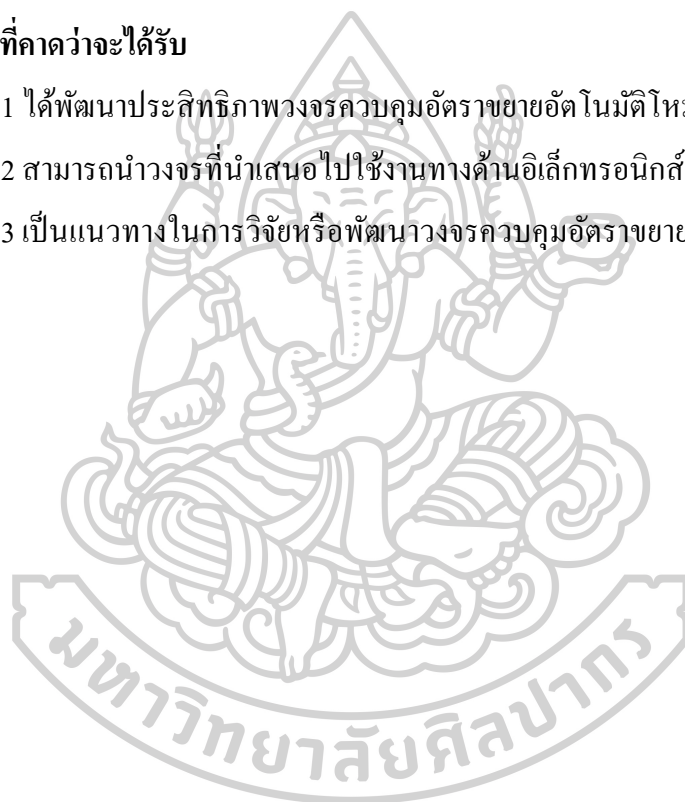 ที่คาดว่าจะได้รับ
1 ได้พัฒนาประสิทธิภาพวงจรควบคุมอัตราขยายอัตโนมัติ
2 สามารถนำวงจรที่นำเสนอไปใช้งานทางด้านอิเล็กทรอนิกส์
3 เป็นแนวทางในการวิจัยหรือพัฒนาวงจรควบคุมอัตราขยาย
มหาวิทยาลัยศิลปากร